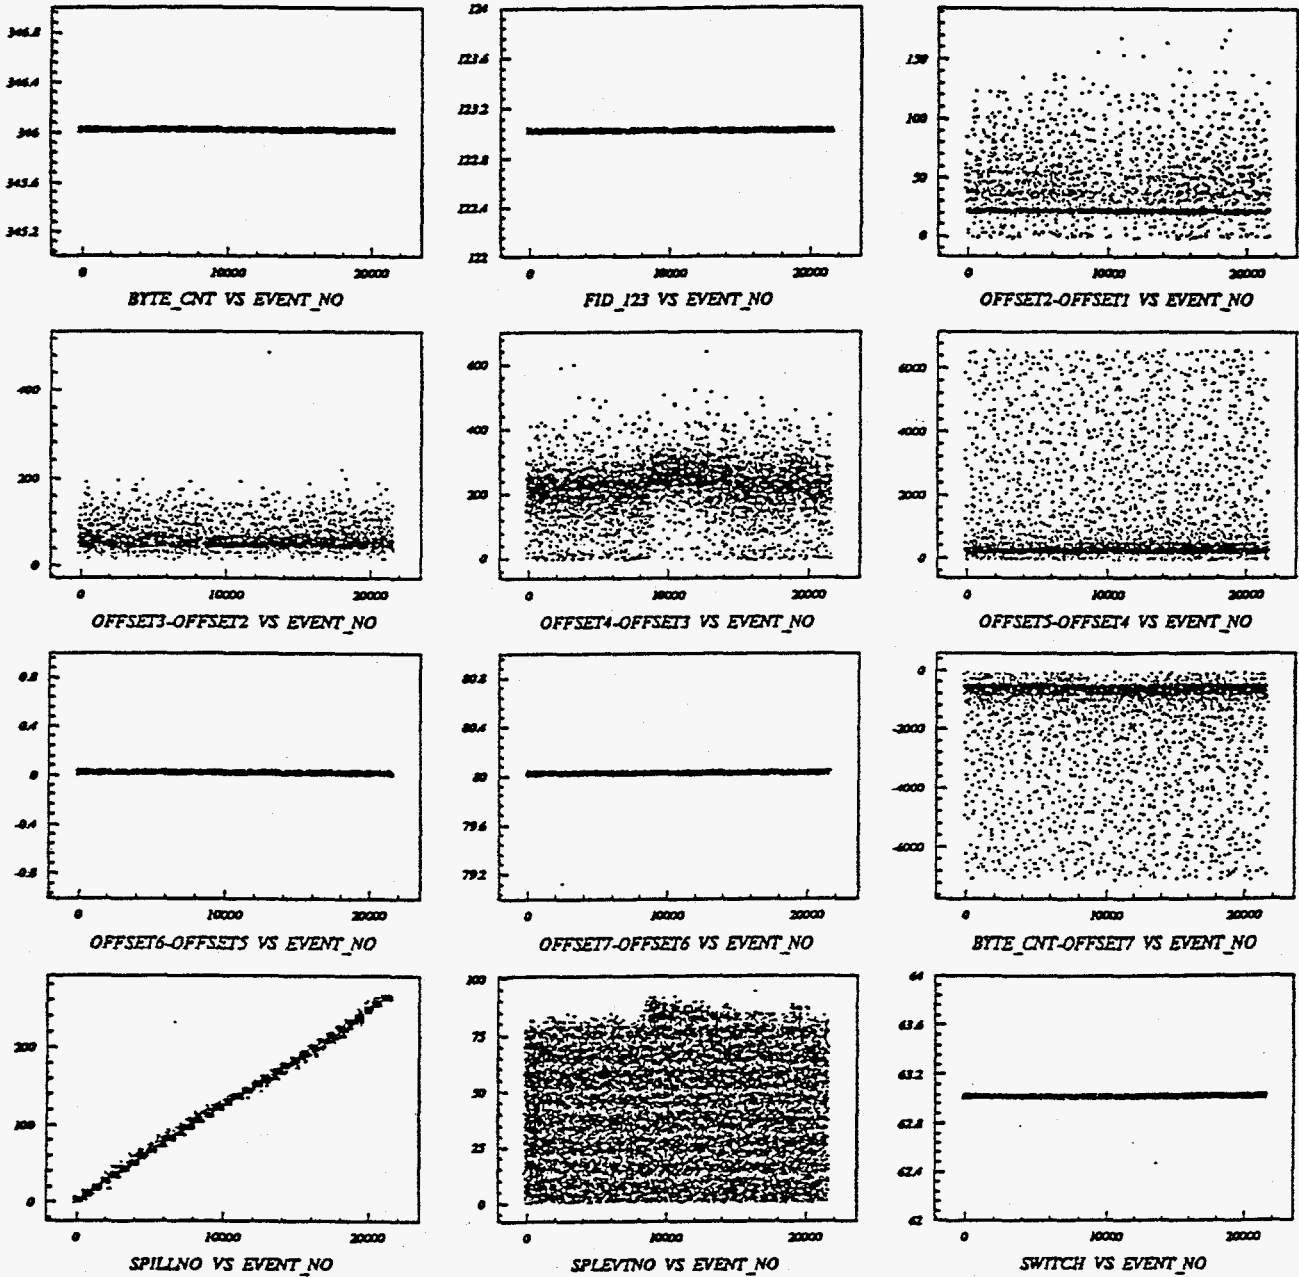 346.8
346.4
346
345.6
345.2
0 10000 20000
BYTE_CNT VS EVENT_NO
124
123.6
123.2
122.8
122.4
122
0 10000 20000
FID_123 VS EVENT_NO
150
100
50
0
0 10000 20000
OFFSET2-OFFSET1 VS EVENT_NO
400
200
0
0 10000 20000
OFFSET3-OFFSET2 VS EVENT_NO
600
400
200
0
0 10000 20000
OFFSET4-OFFSET3 VS EVENT_NO
6000
4000
2000
0
0 10000 20000
OFFSET5-OFFSET4 VS EVENT_NO
0.8
0.4
0
-0.4
-0.8
0 10000 20000
OFFSET6-OFFSET5 VS EVENT_NO
80.8
80.4
80
79.6
79.2
0 10000 20000
OFFSET7-OFFSET6 VS EVENT_NO
0
-2000
-4000
-6000
0 10000 20000
BYTE_CNT-OFFSET7 VS EVENT_NO
200
100
0
0 10000 20000
SPILLNO VS EVENT_NO
100
75
50
25
0
0 10000 20000
SPLEVTNO VS EVENT_NO
64
63.6
63.2
62.8
62.4
62
0 10000 20000
SWITCH VS EVENT_NO